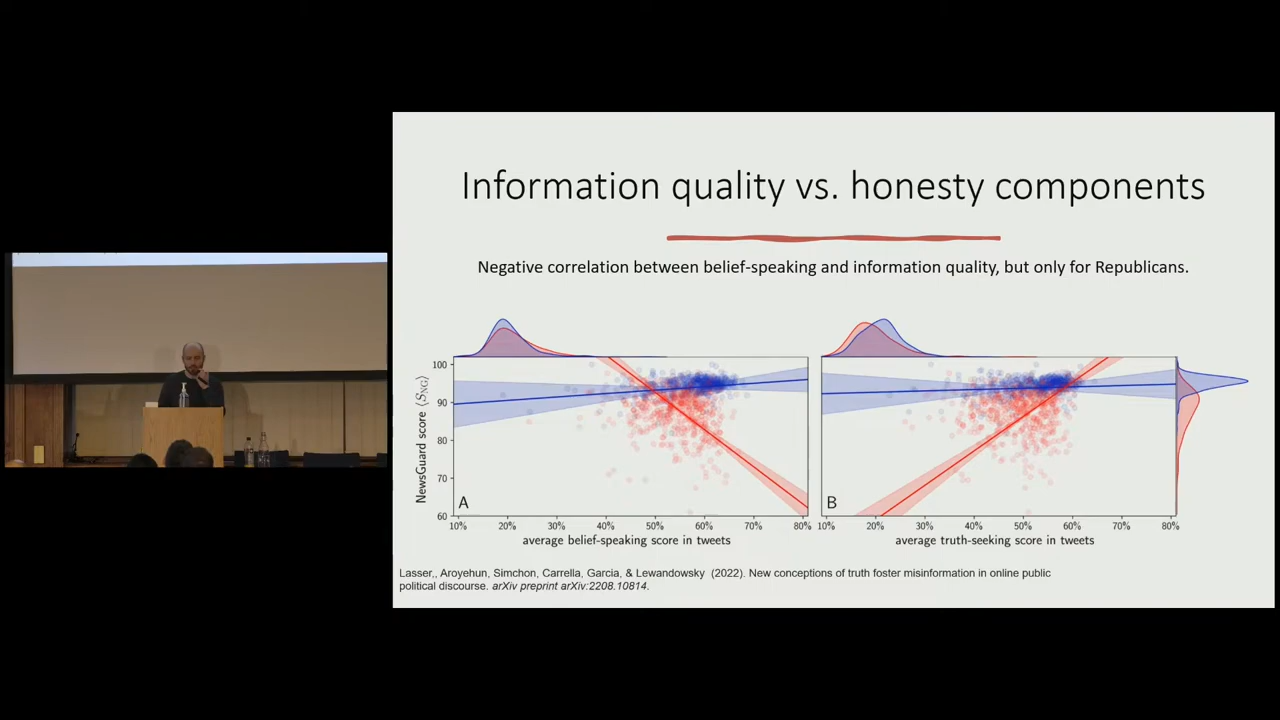 Information quality vs. honesty components
Negative correlation between belief-speaking and information quality, but only for Republicans.
100
90
80
70
60
NewsGuard score ⟨S_NG⟩
A
10% 20% 30% 40% 50% 60% 70% 80%
average belief-speaking score in tweets
B
10% 20% 30% 40% 50% 60% 70% 80%
average truth-seeking score in tweets
Lasser,, Aroyehun, Simchon, Carrella, Garcia, & Lewandowsky (2022). New conceptions of truth foster misinformation in online public
political discourse. arXiv preprint arXiv:2208.10814.